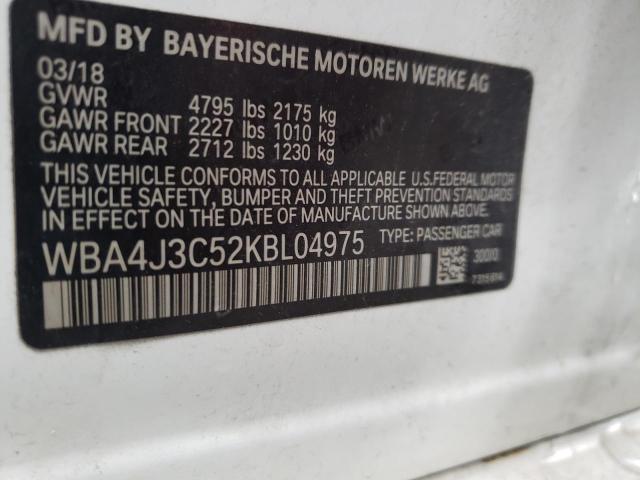 MFD BY BAYERISCHE MOTOREN WERKE AG
03/18
GVWR 4795 lbs 2175 kg
GAWR FRONT 2227 lbs 1010 kg
GAWR REAR 2712 lbs 1230 kg
THIS VEHICLE CONFORMS TO ALL APPLICABLE U.S.FEDERAL MOTOR
VEHICLE SAFETY, BUMPER AND THEFT PREVENTION STANDARDS
IN EFFECT ON THE DATE OF MANUFACTURE SHOWN ABOVE.
WBA4J3C52KBL04975 TYPE: PASSENGER CAR
300/0